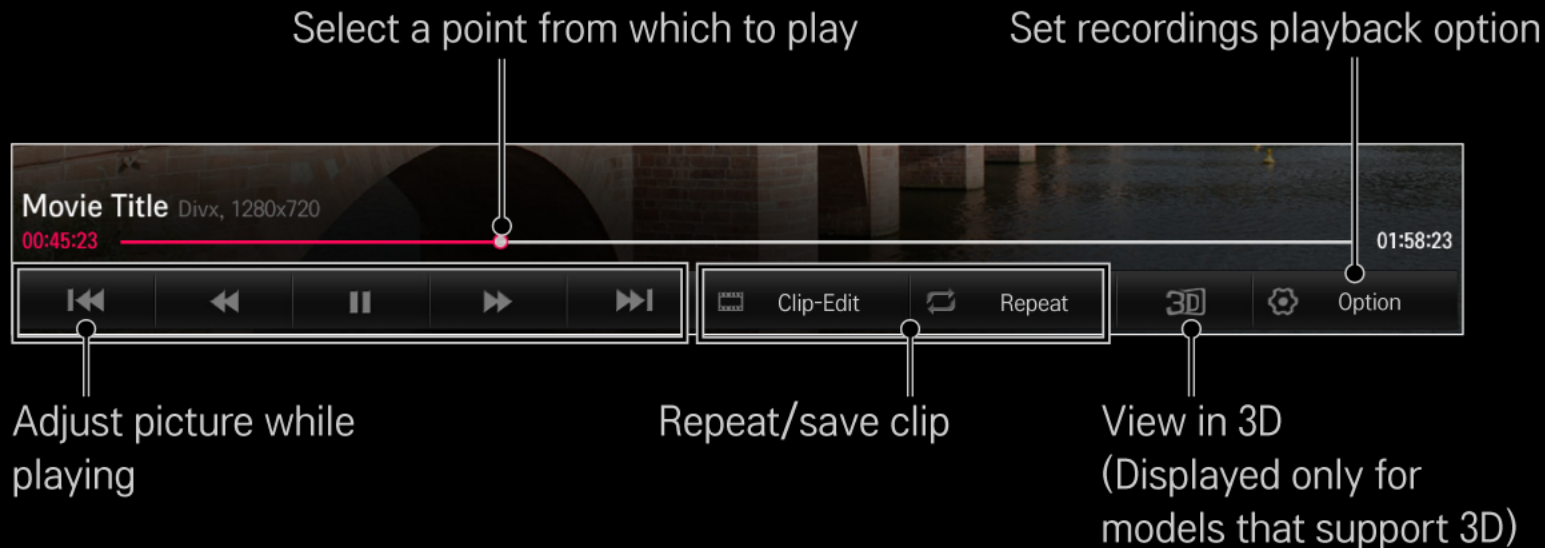 Select a point from which to play
Set recordings playback option
Movie Title Divx, 1280x720
00:45:23
01:58:23
Clip-Edit
Repeat
3D
Option
Adjust picture while
playing
Repeat/save clip
View in 3D
(Displayed only for
models that support 3D)